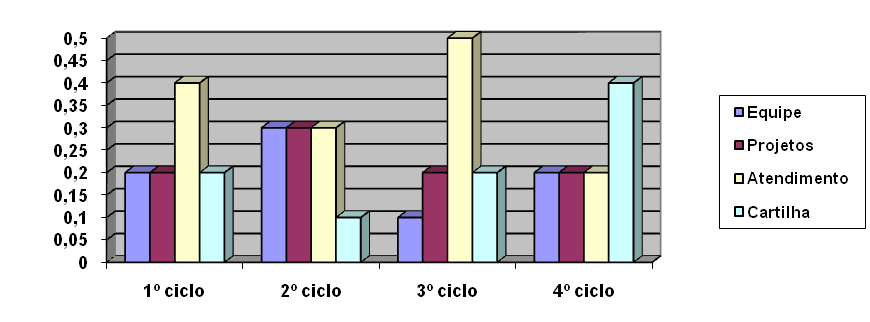 0,5
0,45
0,4
0,35
0,3
0,25
0,2
0,15
0,1
0,05
0
1º ciclo
2º ciclo
3º ciclo
4º ciclo
Equipe
Projetos
Atendimento
Cartilha